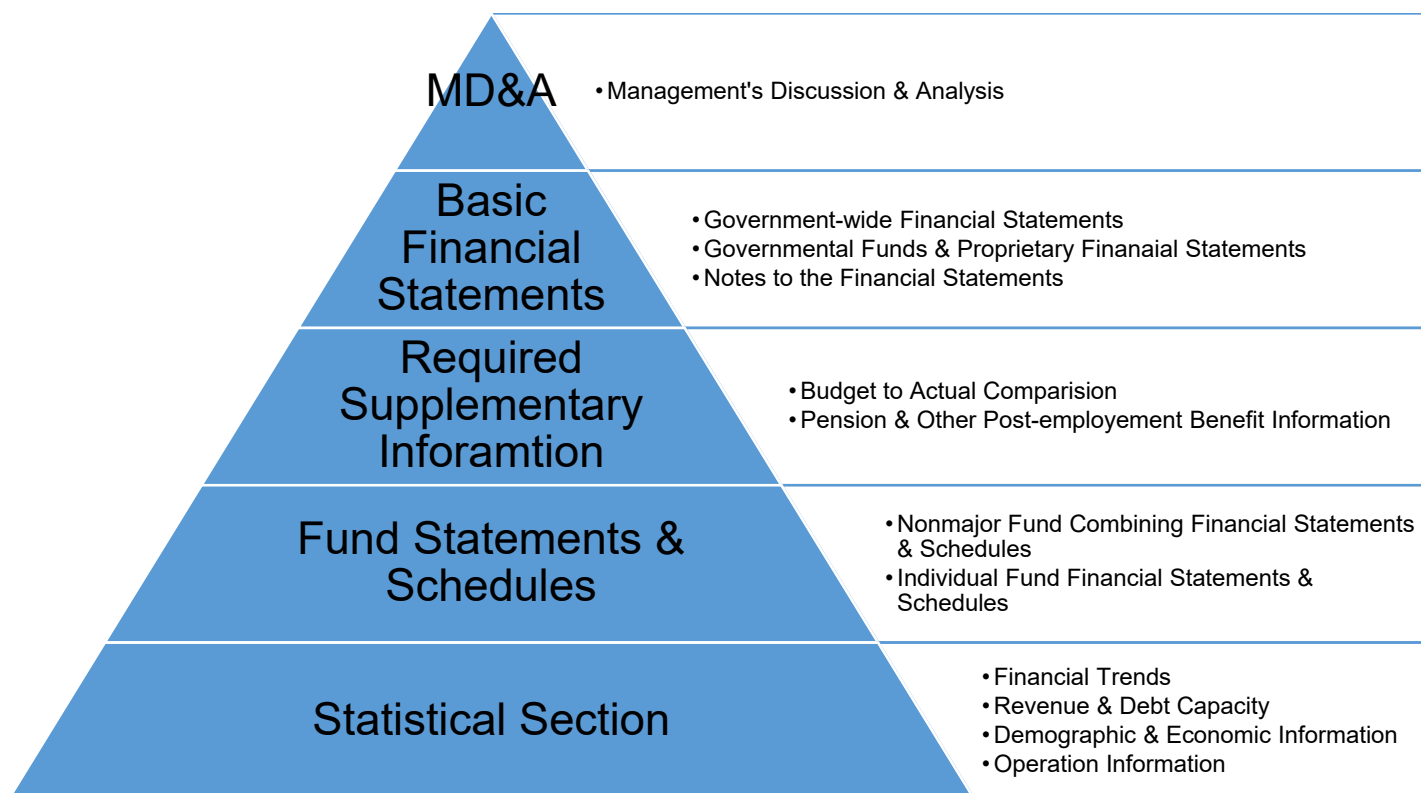 MD&A
•Management's Discussion & Analysis
Basic
Financial
Statements
•Government-wide Financial Statements
•Governmental Funds & Proprietary Finanaial Statements
•Notes to the Financial Statements
Required
Supplementary
Inforamtion
•Budget to Actual Comparision
•Pension & Other Post-employement Benefit Information
Fund Statements &
Schedules
•Nonmajor Fund Combining Financial Statements
& Schedules
•Individual Fund Financial Statements &
Schedules
Statistical Section
•Financial Trends
•Revenue & Debt Capacity
•Demographic & Economic Information
•Operation Information